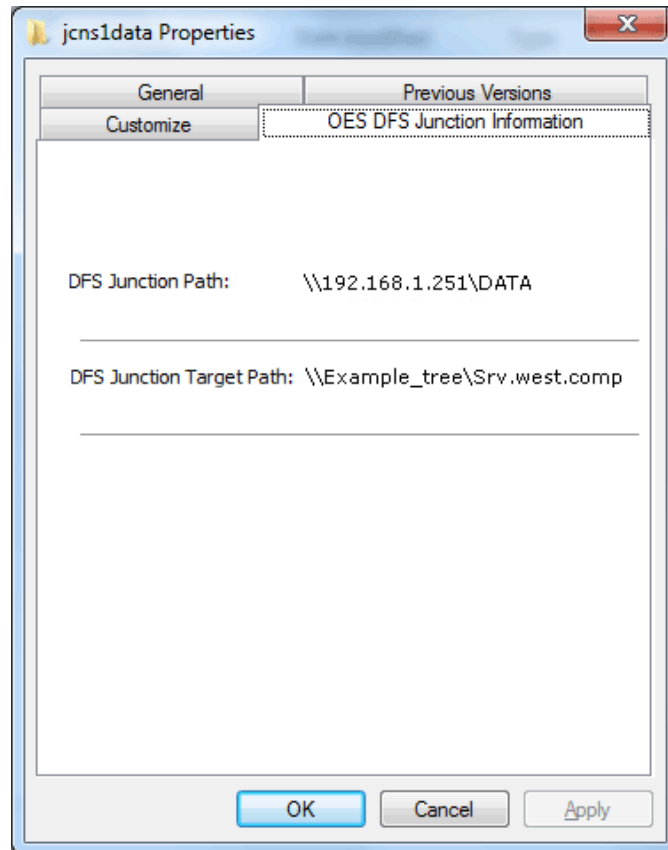 jcns1data Properties
X
General
Previous Versions
Customize
OES DFS Junction Information
DFS Junction Path: \\192.168.1.251\DATA
DFS Junction Target Path: \\Example_tree\Srv.west.comp
OK
Cancel
Apply